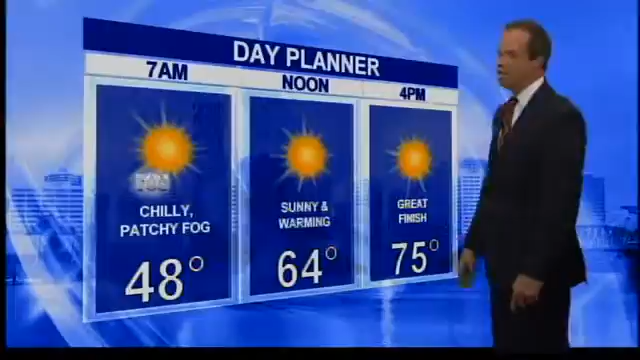 DAY PLANNER
7AM
NOON
4PM
FOG
CHILLY,
PATCHY FOG
SUNNY &
WARMING
GREAT
FINISH
48°
64°
75°